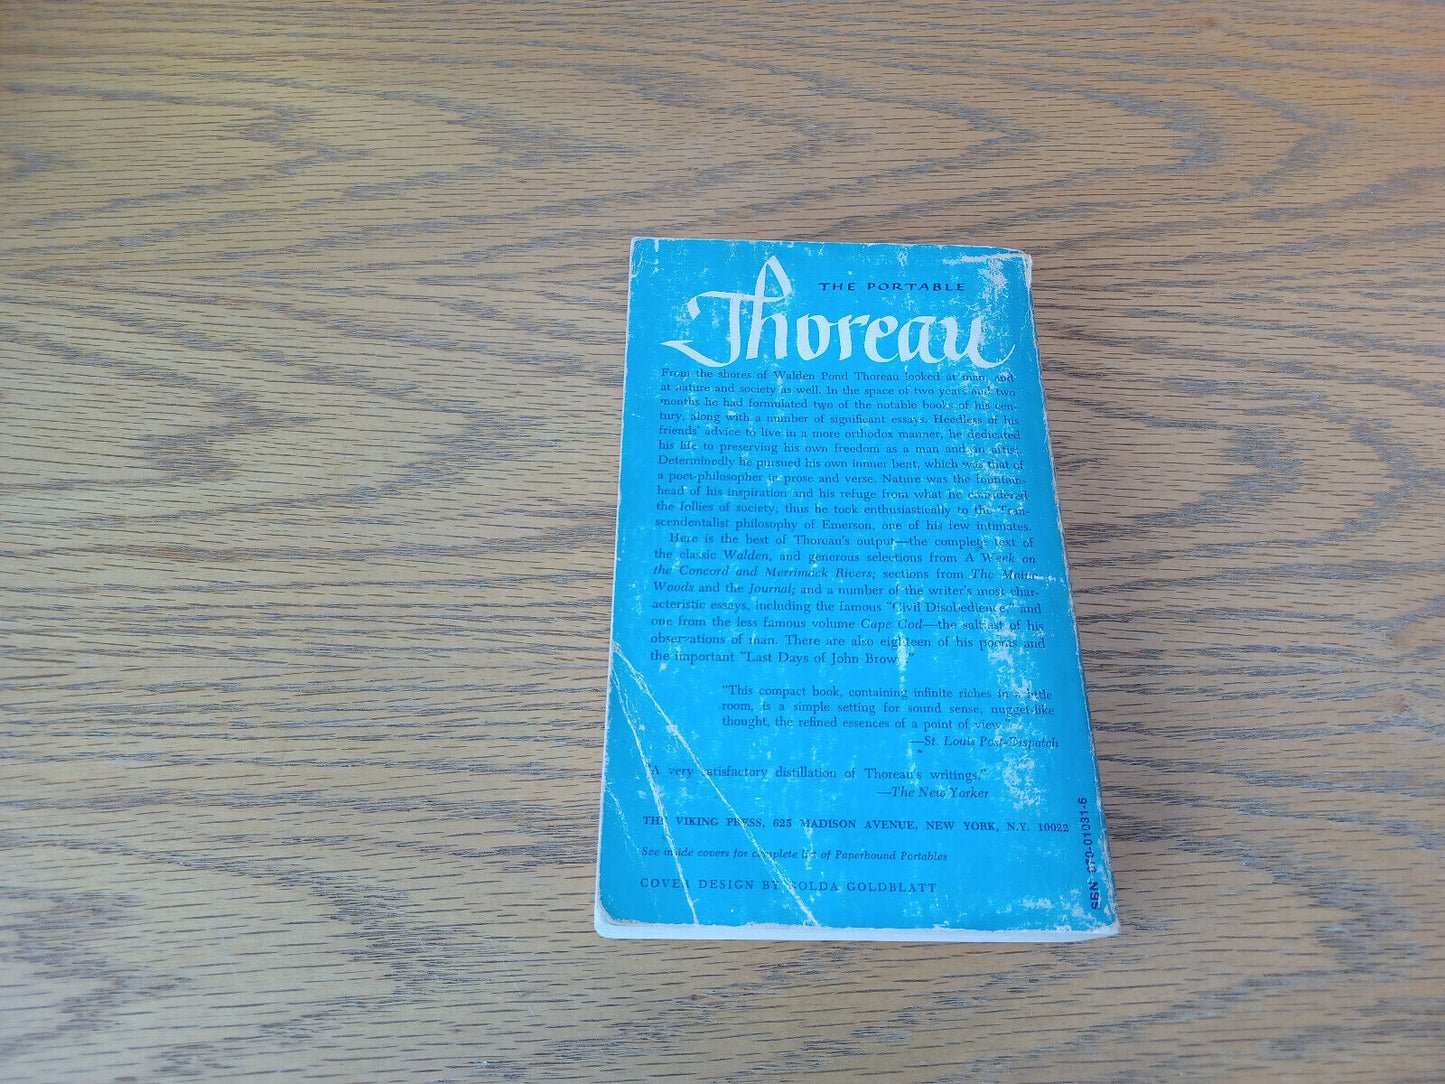 THE PORTABLE
Thoreau
From the shores of Walden Pond Thoreau looked at man, and
at nature and society as well. In the space of two years and two
months he had formulated two of the notable books of his cen-
tury, along with a number of significant essays. Heedless of his
friends' advice to live in a more orthodox manner, he dedicated
his life to preserving his own freedom as a man and an artist.
Determinedly he pursued his own innner bent, which was that of
a poet-philosopher in prose and verse. Nature was the fountain-
head of his inspiration and his refuge from what he considered
the follies of society; thus he took enthusiastically to the Tran-
scendentalist philosophy of Emerson, one of his few intimates.
Here is the best of Thoreau's output—the complete text of
the classic Walden, and generous selections from A Week on
the Concord and Merrimack Rivers; sections from The Maine
Woods and the Journal; and a number of the writer's most char-
acteristic essays, including the famous "Civil Disobedience," and
one from the less famous volume Cape Cod—the saltiest of his
observations of man. There are also eighteen of his poems and
the important "Last Days of John Brown."
"This compact book, containing infinite riches in a little
room, is a simple setting for sound sense, nugget-like
thought, the refined essences of a point of view."
—St. Louis Post-Dispatch
"A very satisfactory distillation of Thoreau's writings."
—The New Yorker
THE VIKING PRESS, 625 MADISON AVENUE, NEW YORK, N.Y. 10022
See inside covers for complete list of Paperbound Portables
COVER DESIGN BY GOLDA GOLDBLATT
SBN 670-01031-6